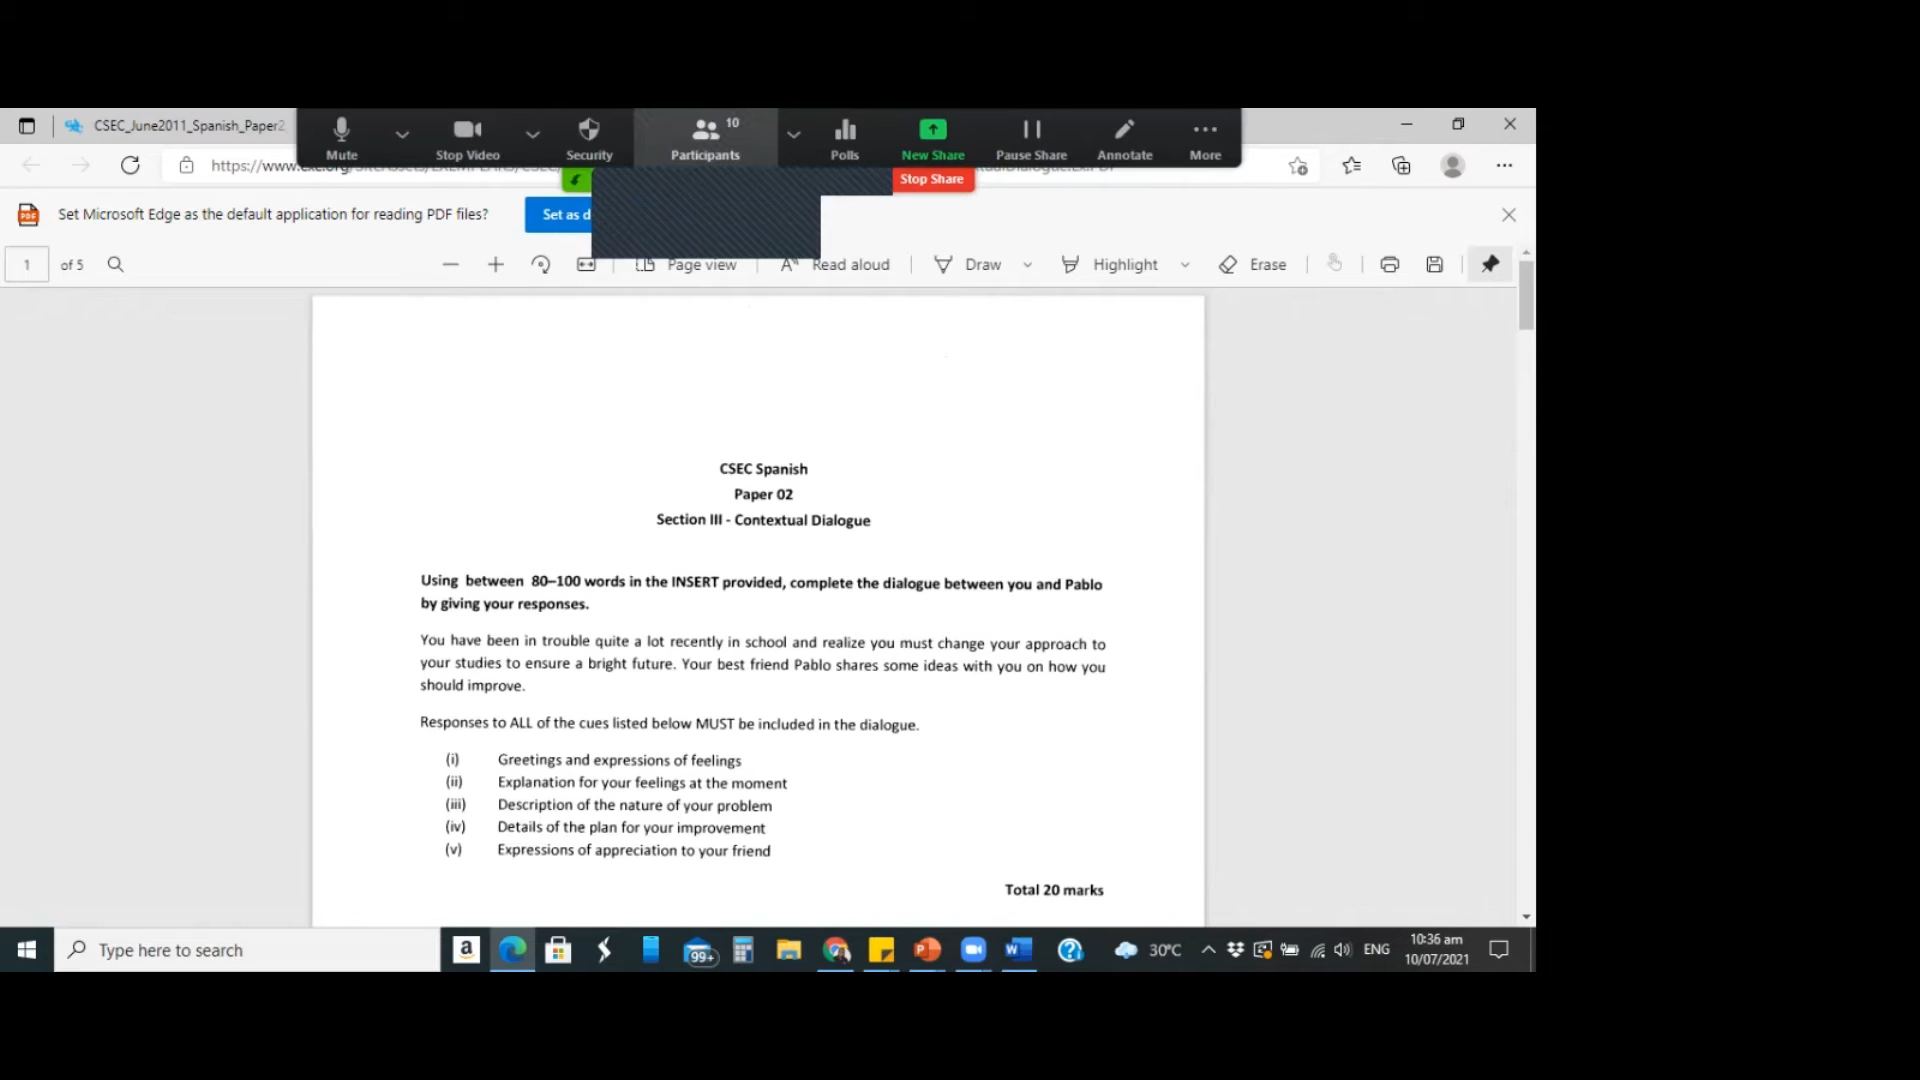 CSEC_June2011_Spanish_Paper2
Mute
Stop Video
Security
10
Participants
Polls
New Share
Pause Share
Annotate
More
Stop Share
Set Microsoft Edge as the default application for reading PDF files?
Set as d
1 of 5
Page view
Read aloud
Draw
Highlight
Erase
CSEC Spanish
Paper 02
Section III - Contextual Dialogue
Using between 80–100 words in the INSERT provided, complete the dialogue between you and Pablo
by giving your responses.
You have been in trouble quite a lot recently in school and realize you must change your approach to
your studies to ensure a bright future. Your best friend Pablo shares some ideas with you on how you
should improve.
Responses to ALL of the cues listed below MUST be included in the dialogue.
(i) Greetings and expressions of feelings
(ii) Explanation for your feelings at the moment
(iii) Description of the nature of your problem
(iv) Details of the plan for your improvement
(v) Expressions of appreciation to your friend
Total 20 marks
Type here to search
99+
30°C
ENG
10:36 am
10/07/2021